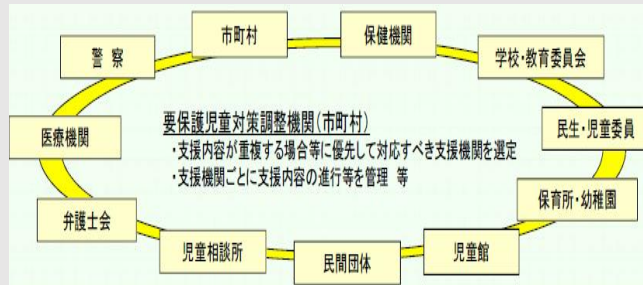 市町村
保健機関
警 察
学校・教育委員会
要保護児童対策調整機関(市町村)
・支援内容が重複する場合等に優先して対応すべき支援機関を選定
・支援機関ごとに支援内容の進行等を管理 等
医療機関
民生・児童委員
保育所・幼稚園
弁護士会
児童相談所
民間団体
児童館